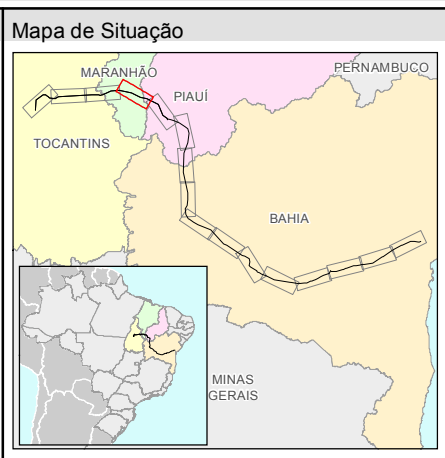 Mapa de Situação
PERNAMBUCO
MARANHÃO
PIAUÍ
TOCANTINS
BAHIA
MINAS
GERAIS